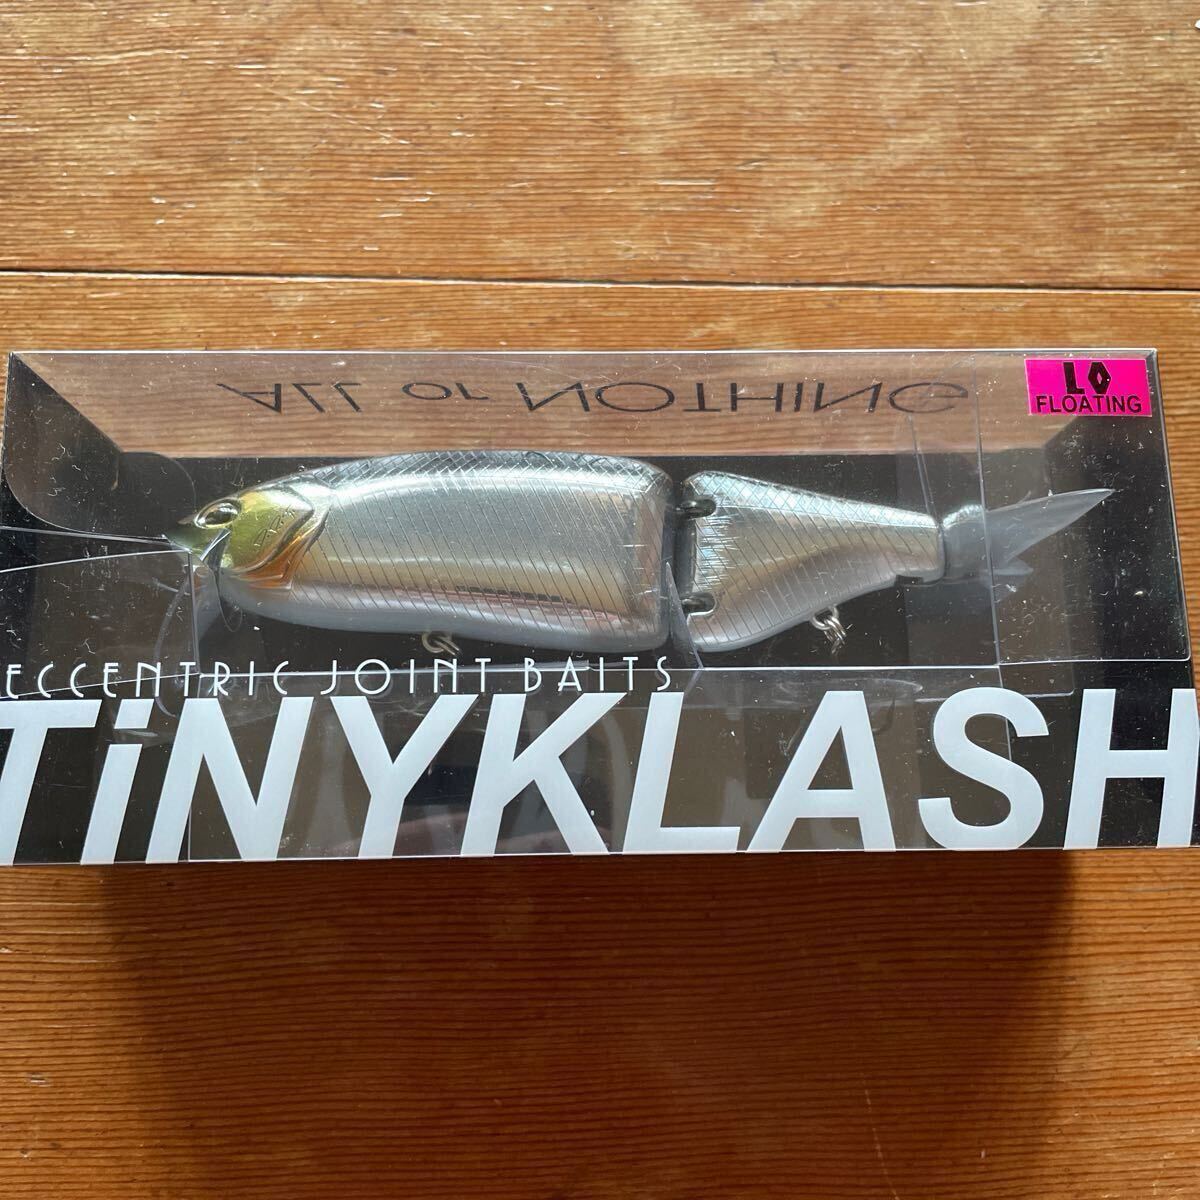 ALL or NOTHING
LO
FLOATING
ECCENTRIC JOINT BAITS
TiNYKLASH